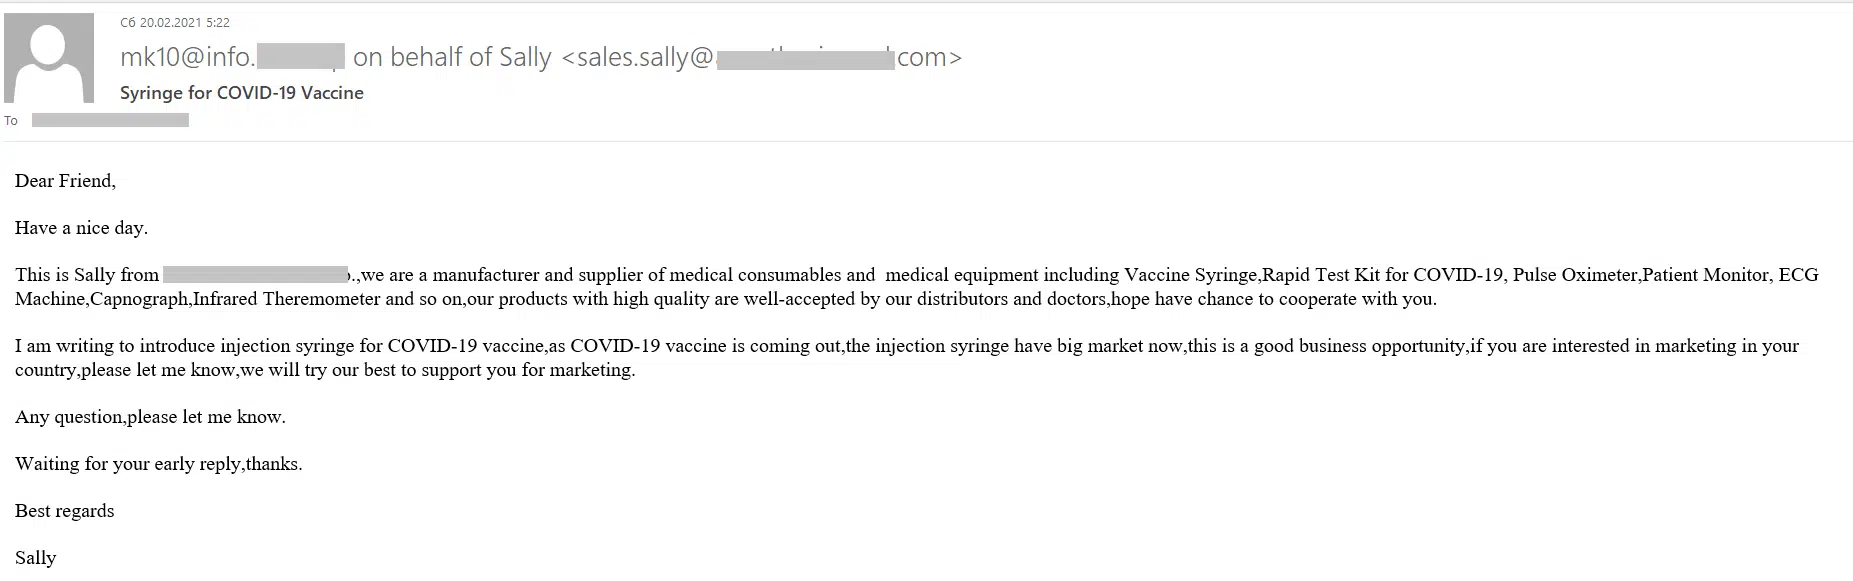 Сб 20.02.2021 5:22
mk10@info. on behalf of Sally <sales.sally@ com>
Syringe for COVID-19 Vaccine
To
Dear Friend,
Have a nice day.
This is Sally from .,we are a manufacturer and supplier of medical consumables and  medical equipment including Vaccine Syringe,Rapid Test Kit for COVID-19, Pulse Oximeter,Patient Monitor, ECG
Machine,Capnograph,Infrared Theremometer and so on,our products with high quality are well-accepted by our distributors and doctors,hope have chance to cooperate with you.
I am writing to introduce injection syringe for COVID-19 vaccine,as COVID-19 vaccine is coming out,the injection syringe have big market now,this is a good business opportunity,if you are interested in marketing in your
country,please let me know,we will try our best to support you for marketing.
Any question,please let me know.
Waiting for your early reply,thanks.
Best regards
Sally